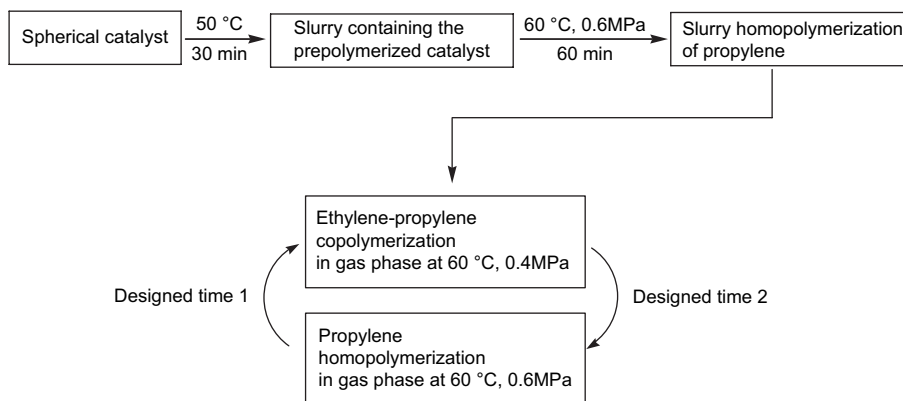 Spherical catalyst
50 °C
30 min
Slurry containing the
prepolymerized catalyst
60 °C, 0.6MPa
60 min
Slurry homopolymerization
of propylene
Ethylene-propylene
copolymerization
in gas phase at 60 °C, 0.4MPa
Designed time 1
Designed time 2
Propylene
homopolymerization
in gas phase at 60 °C, 0.6MPa